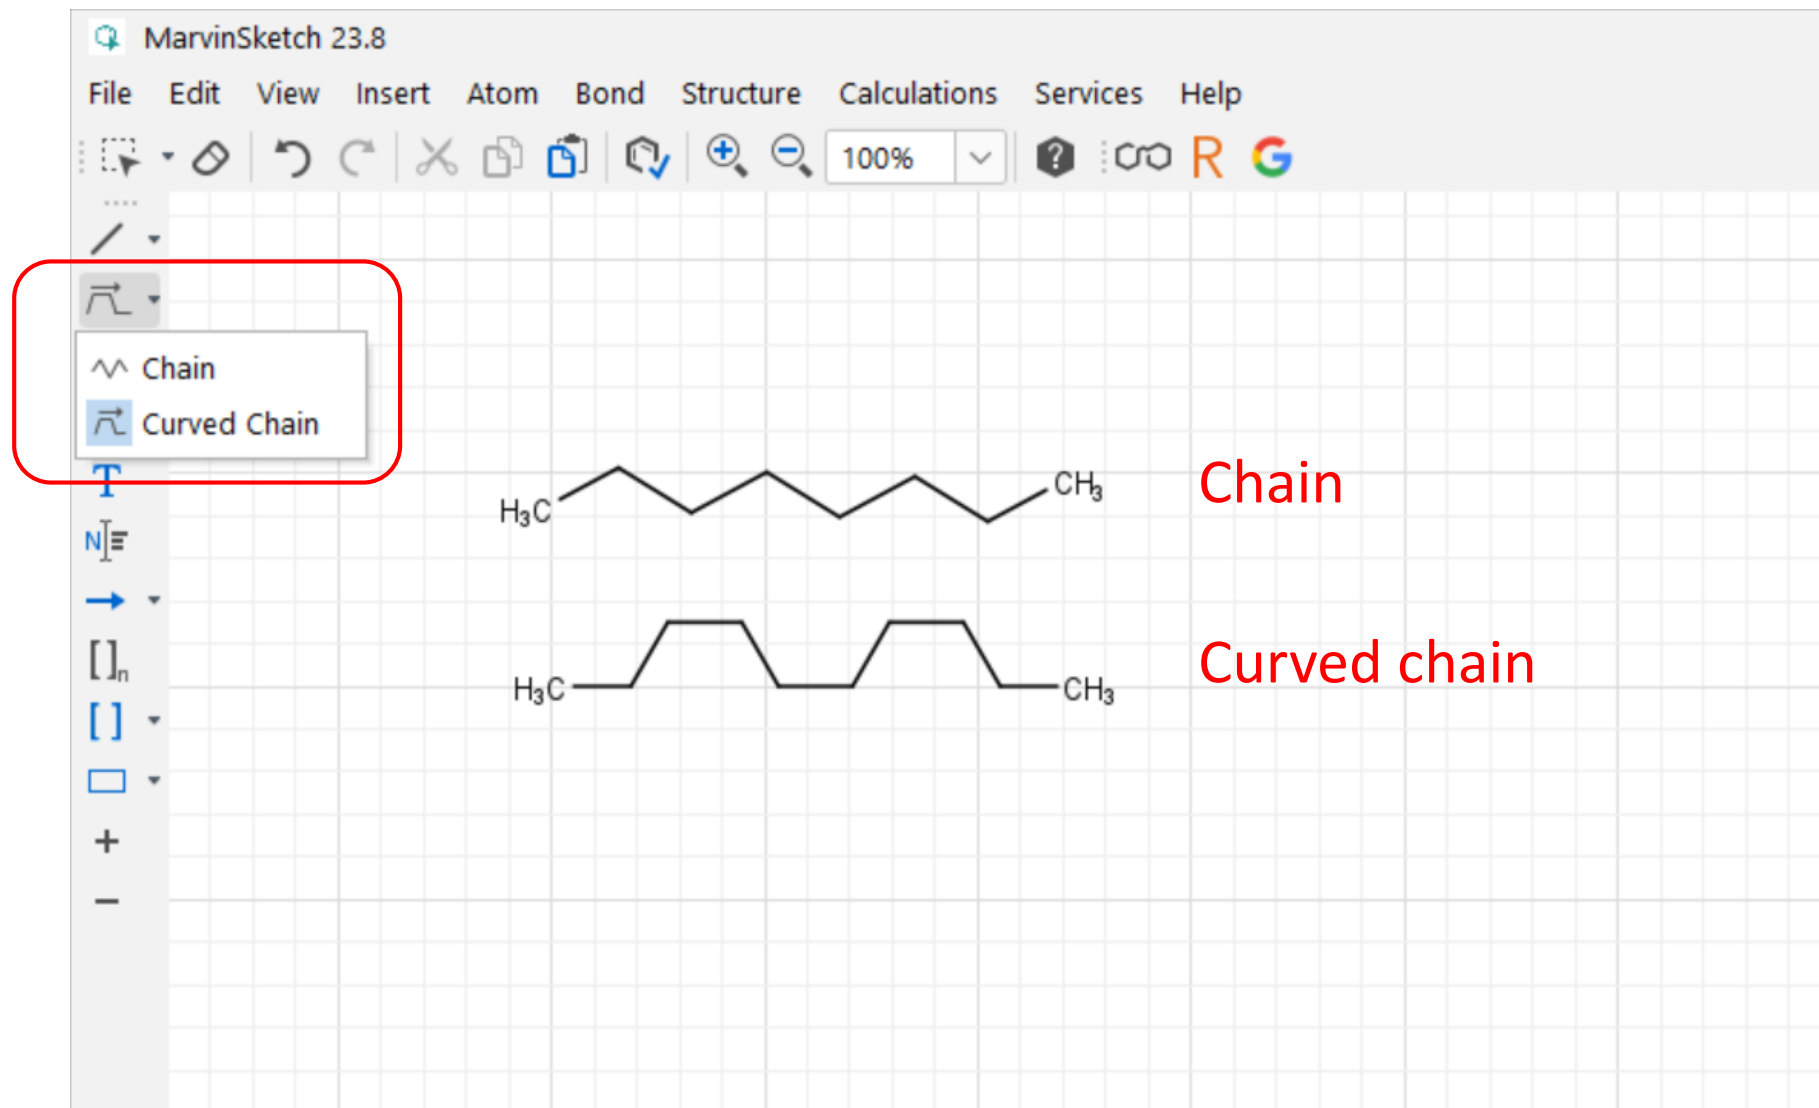 MarvinSketch 23.8
File Edit View Insert Atom Bond Structure Calculations Services Help
100% ? R G
Chain
Curved Chain
T
N
[ ]n
[ ]
H₃C CH₃ Chain
H₃C CH₃ Curved chain